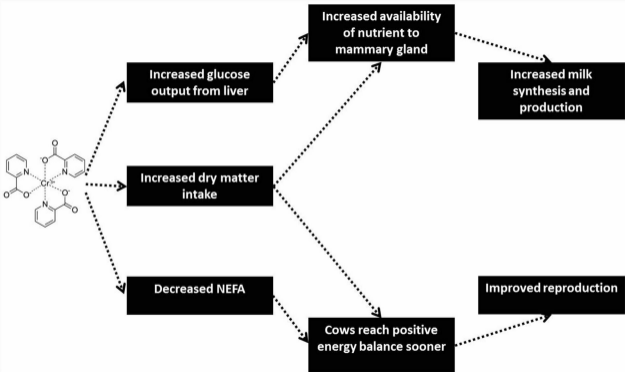 Increased availability
of nutrient to
mammary gland
Increased glucose
output from liver
Increased milk
synthesis and
production
O
O⁻
N
N
Cr³⁺
O
O⁻
O⁻
N
O
Increased dry matter
intake
Decreased NEFA
Improved reproduction
Cows reach positive
energy balance sooner